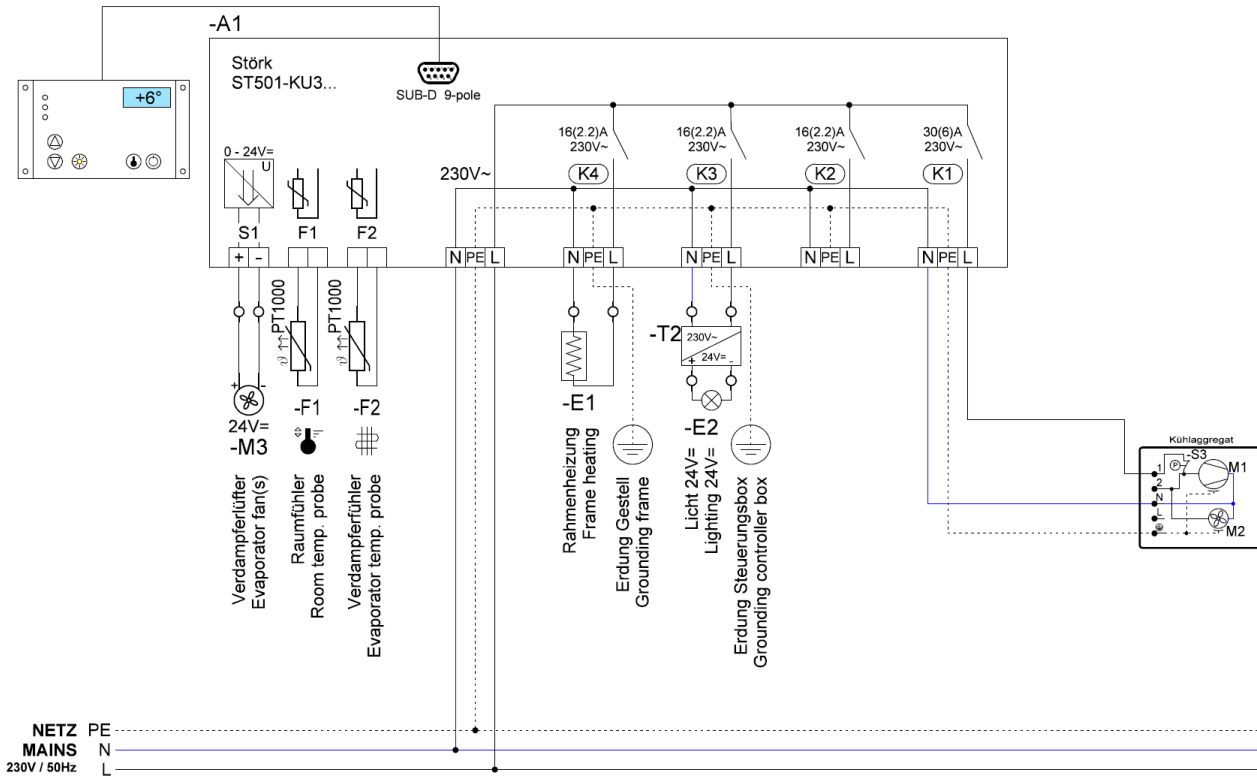 -A1
Störk
ST501-KU3...
SUB-D 9-pole
+6°
0 - 24V=
U
S1
F1
F2
+ -
230V~
16(2.2)A
230V~
K4
16(2.2)A
230V~
K3
16(2.2)A
230V~
K2
30(6)A
230V~
K1
N PE L
N PE L
N PE L
N PE L
N PE L
PT1000
ϑ ↑↑
PT1000
ϑ ↑↑
+ -
24V=
-M3
Verdampferlüfter
Evaporator fan(s)
-F1
Raumfühler
Room temp. probe
-F2
Verdampferfühler
Evaporator temp. probe
-E1
Rahmenheizung
Frame heating
Erdung Gestell
Grounding frame
-T2
230V~
+ 24V= -
-E2
Licht 24V=
Lighting 24V=
Erdung Steuerungsbox
Grounding controller box
Kühlaggregat
1
2
N
L
P
-S3
M1
M2
NETZ PE
MAINS N
230V / 50Hz L